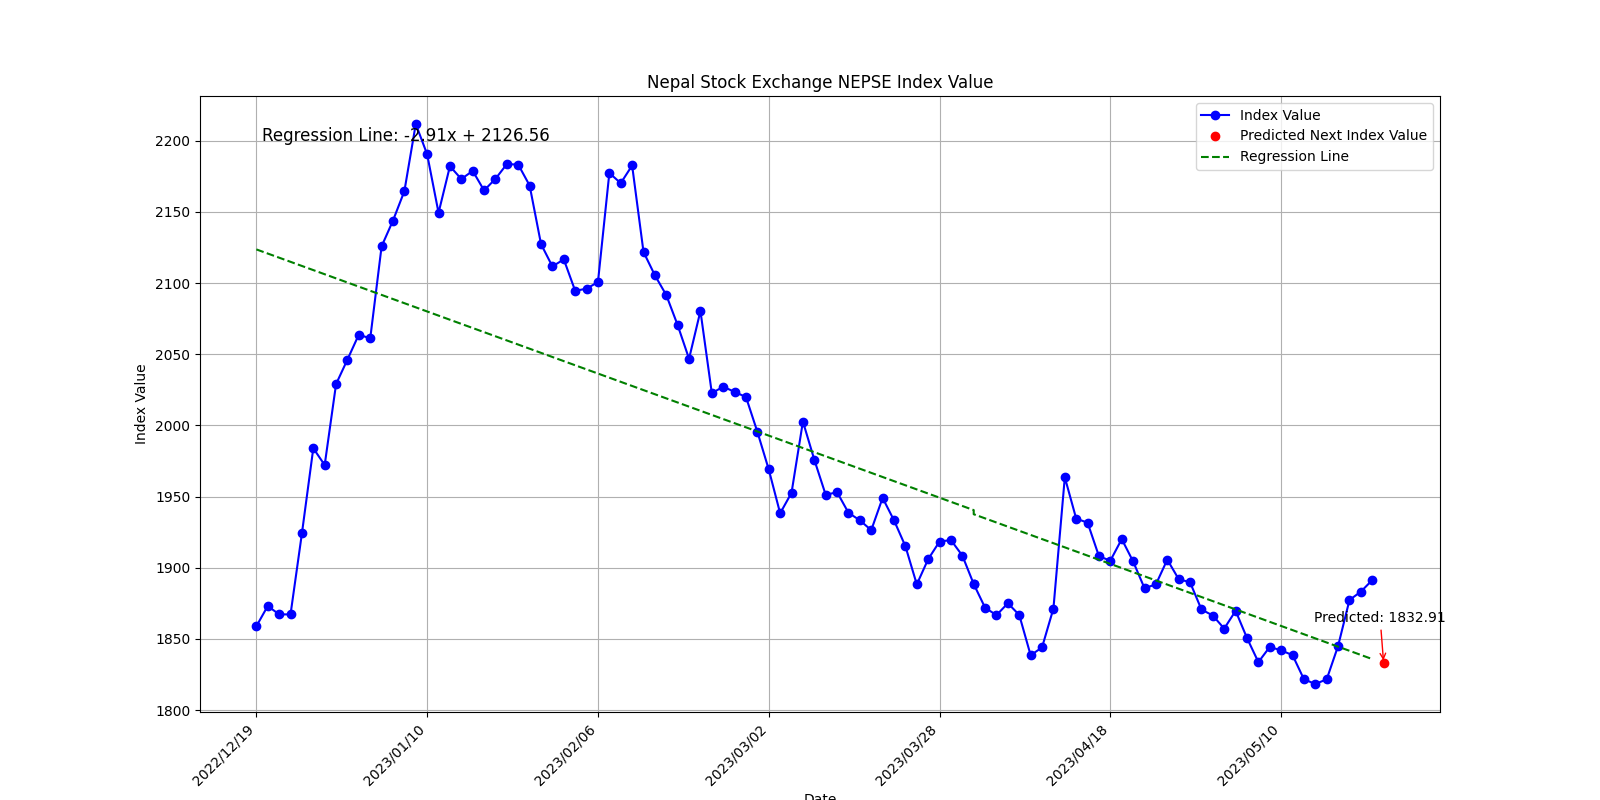 Nepal Stock Exchange NEPSE Index Value
Regression Line: -2.91x + 2126.56
Index Value
Predicted Next Index Value
Regression Line
2200
2150
2100
2050
2000
1950
1900
1850
1800
Index Value
Predicted: 1832.91
2022/12/19
2023/01/10
2023/02/06
2023/03/02
2023/03/28
2023/04/18
2023/05/10
Date